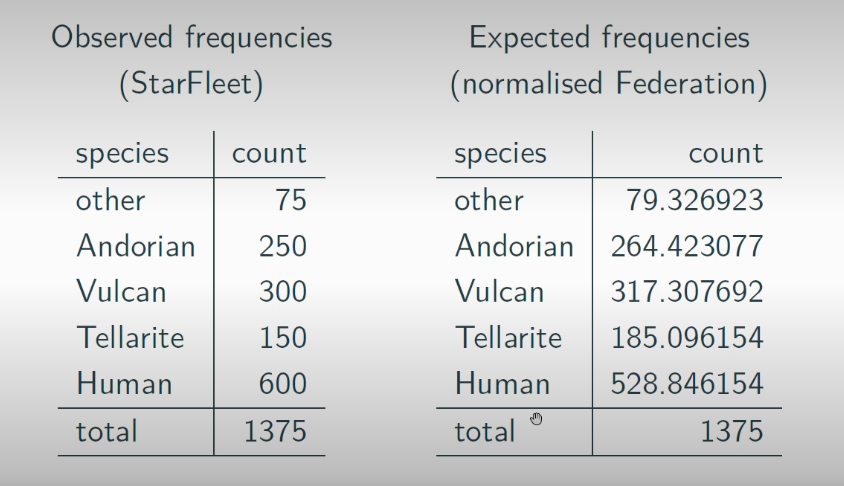 Observed frequencies
(StarFleet)
species count
other 75
Andorian 250
Vulcan 300
Tellarite 150
Human 600
total 1375
Expected frequencies
(normalised Federation)
species count
other 79.326923
Andorian 264.423077
Vulcan 317.307692
Tellarite 185.096154
Human 528.846154
total 1375